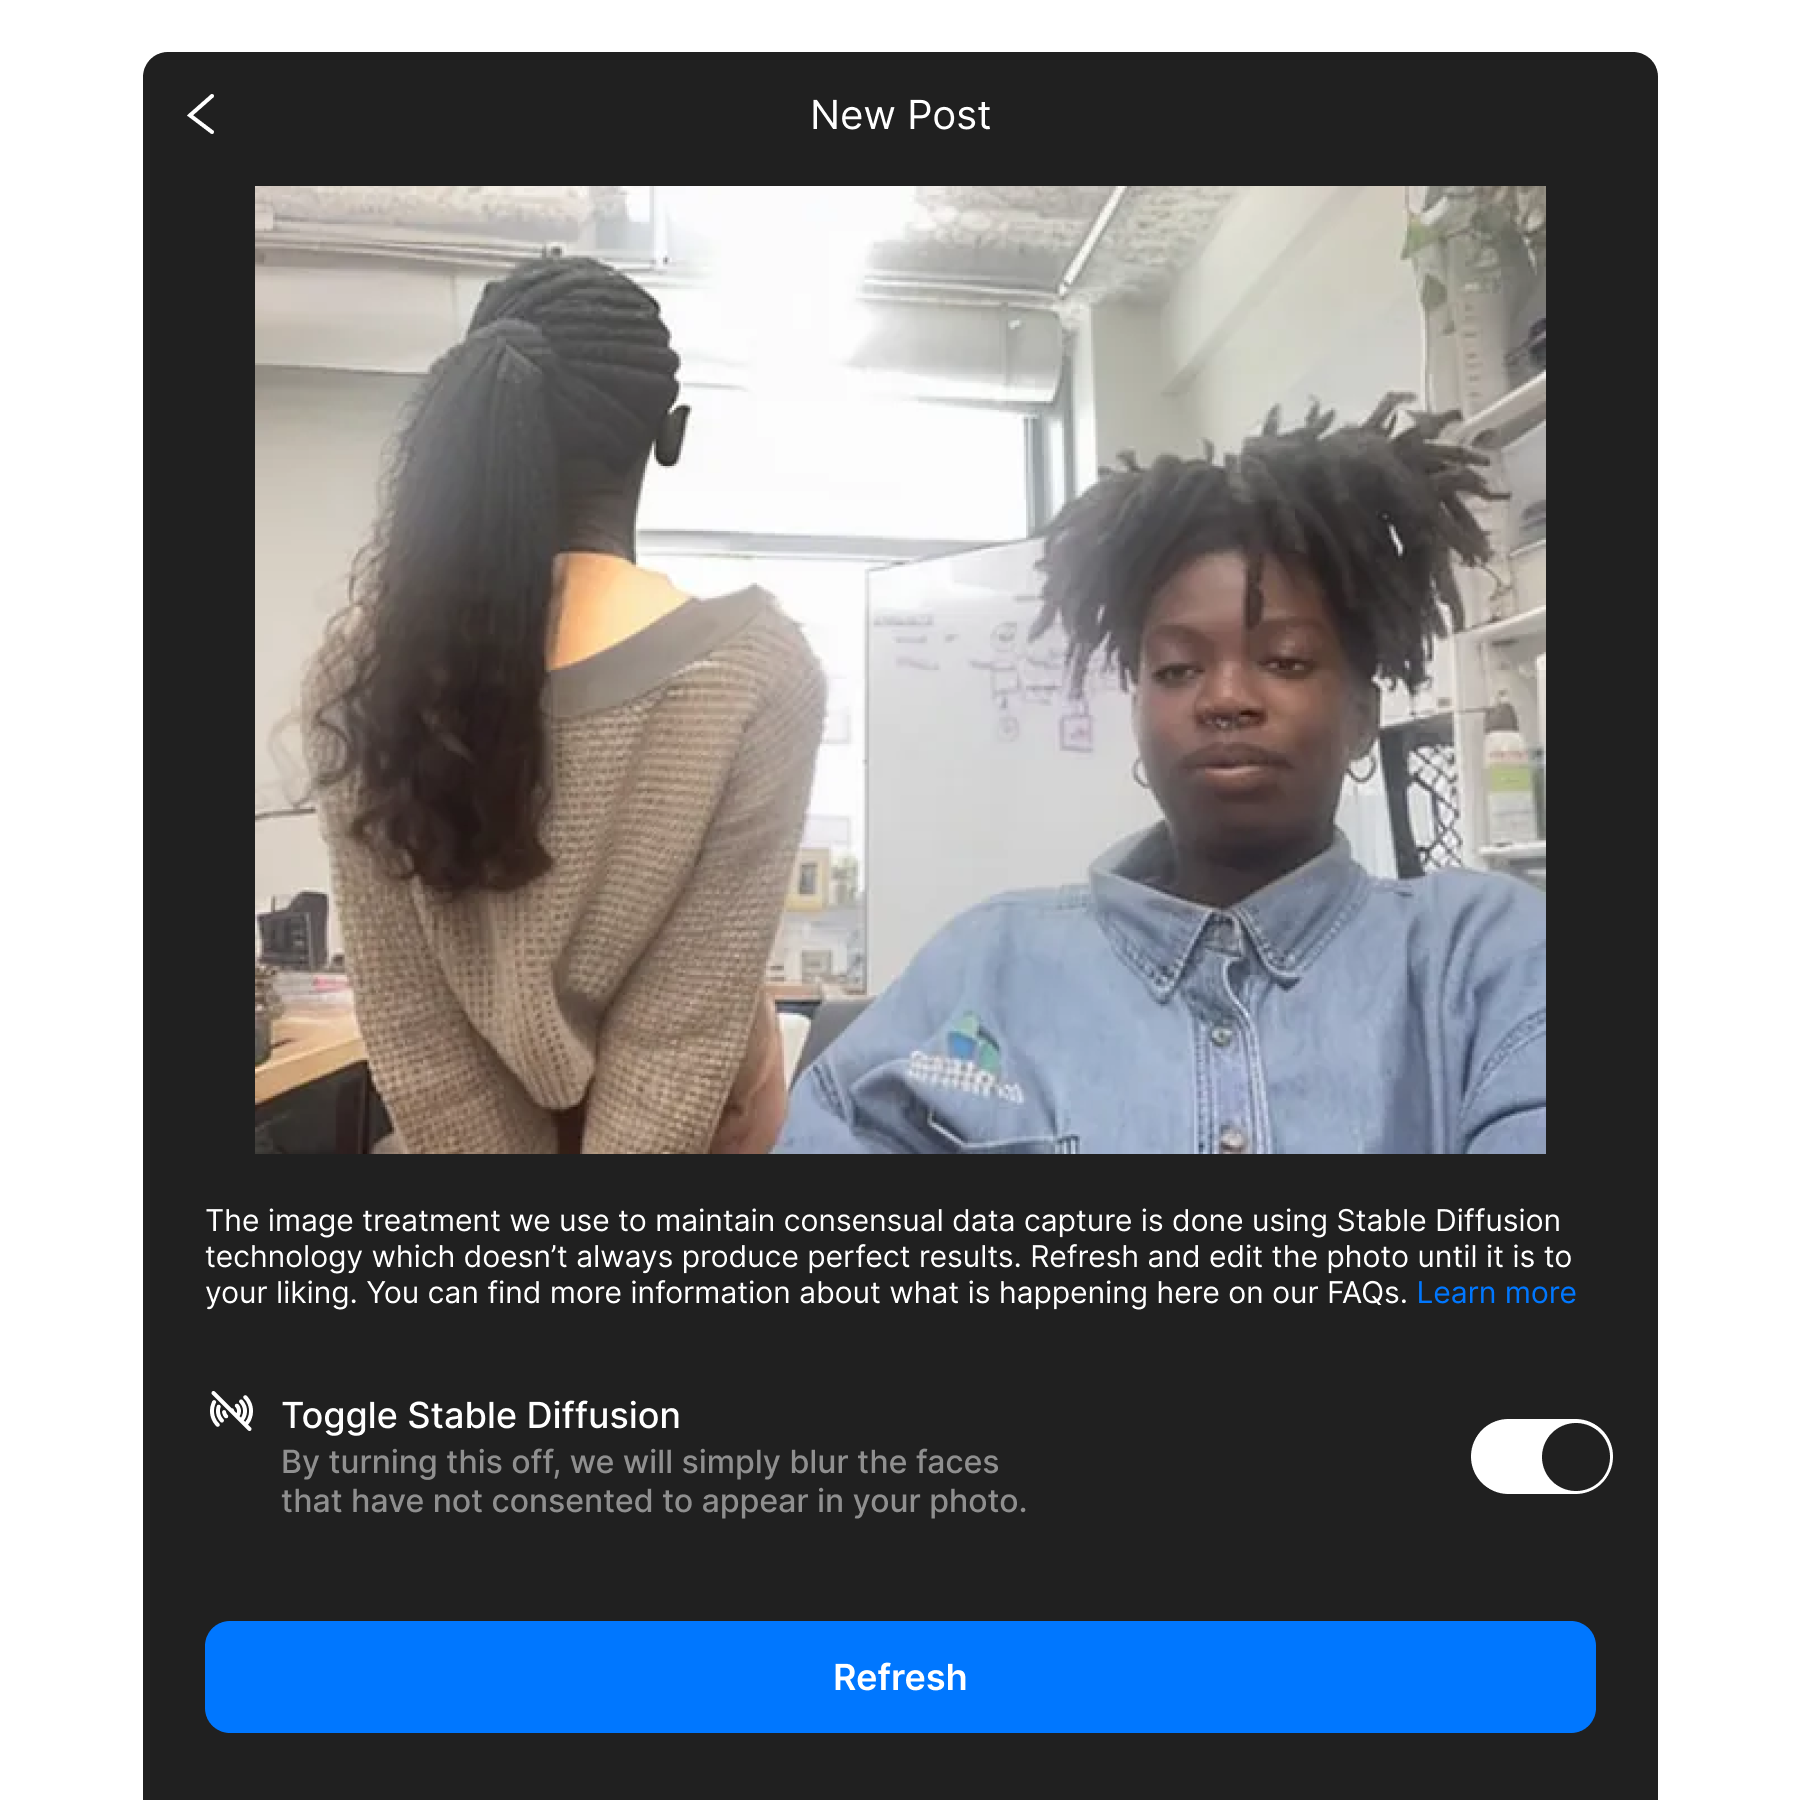 New Post
The image treatment we use to maintain consensual data capture is done using Stable Diffusion
technology which doesn’t always produce perfect results. Refresh and edit the photo until it is to
your liking. You can find more information about what is happening here on our FAQs. Learn more
Toggle Stable Diffusion
By turning this off, we will simply blur the faces
that have not consented to appear in your photo.
Refresh